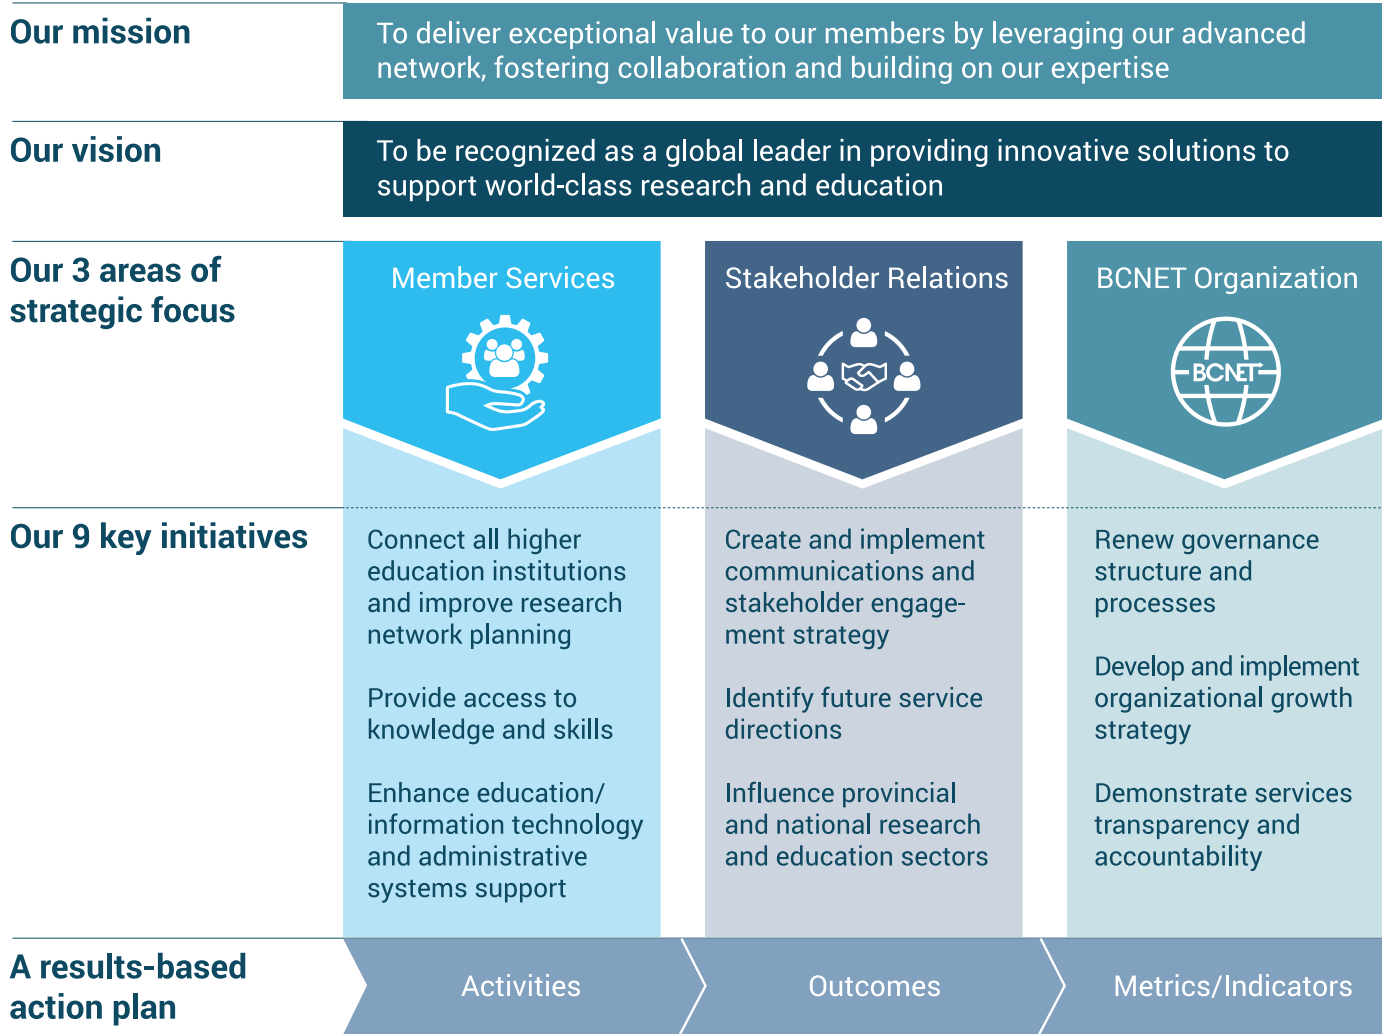 Our mission
To deliver exceptional value to our members by leveraging our advanced
network, fostering collaboration and building on our expertise
Our vision
To be recognized as a global leader in providing innovative solutions to
support world-class research and education
Our 3 areas of
strategic focus
Member Services
Stakeholder Relations
BCNET Organization
BCNET
Our 9 key initiatives
Connect all higher
education institutions
and improve research
network planning
Provide access to
knowledge and skills
Enhance education/
information technology
and administrative
systems support
Create and implement
communications and
stakeholder engage-
ment strategy
Identify future service
directions
Influence provincial
and national research
and education sectors
Renew governance
structure and
processes
Develop and implement
organizational growth
strategy
Demonstrate services
transparency and
accountability
A results-based
action plan
Activities
Outcomes
Metrics/Indicators